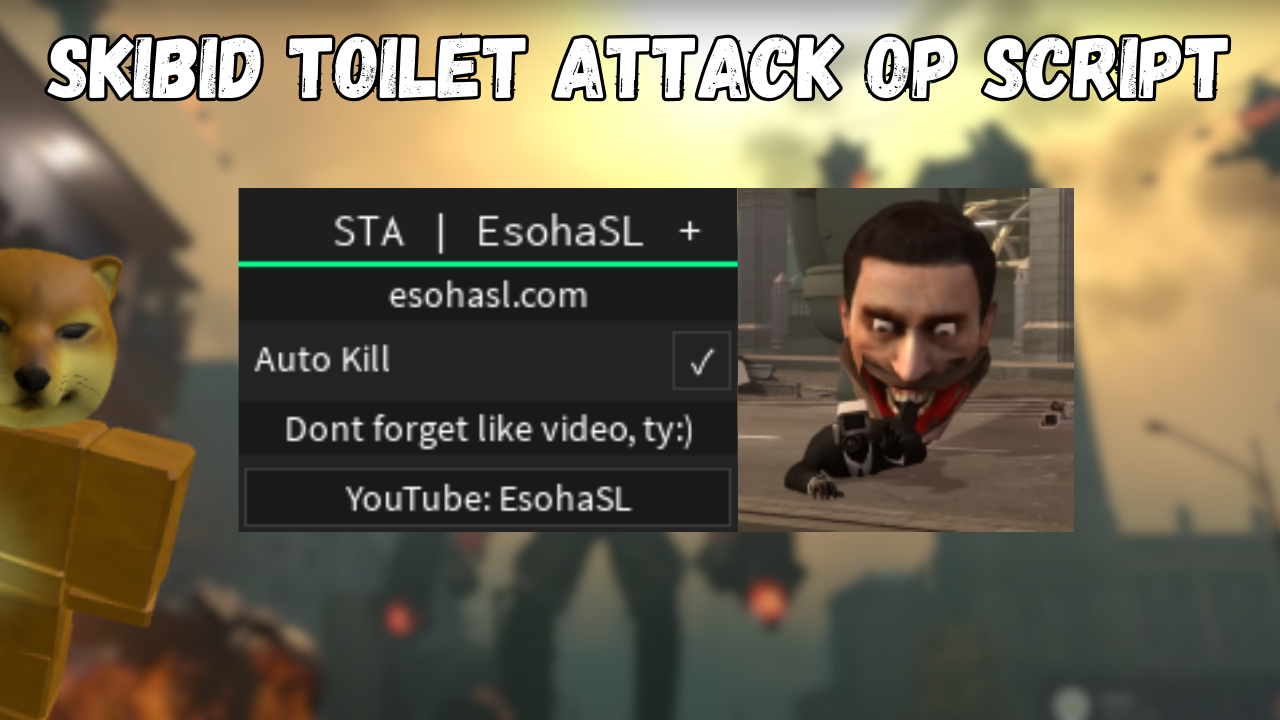 SKIBID TOILET ATTACK OP SCRIPT
STA | EsohaSL +
esohasl.com
Auto Kill ✓
Dont forget like video, ty:)
YouTube: EsohaSL